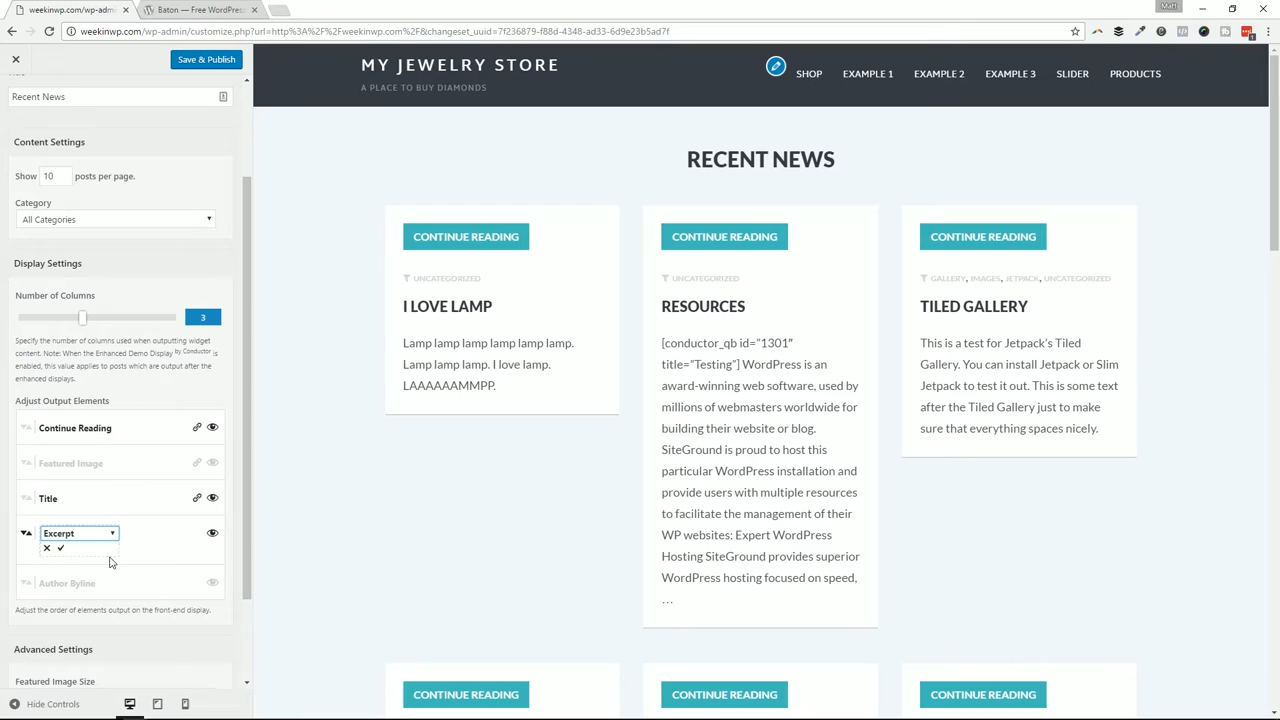 weekinwp.com/wp-admi
Baton — Free WordPres
Matt
weekinwp.com/wp-admin/customize.php?url=http%3A%2F%2Fweekinwp.com%2F&changeset_uuid=7f236879-f88d-4348-ad33-6d9e23b5ad7f
Save & Publish
Recent News
Content Settings
Show 10 posts per page.
Category
All Categories
Display Settings
Number of Columns
3
Specify the number of columns used when outputting widget
content. Note: When the Enhanced Demo Display by Conductor is
enabled, this value applies to posts which are output after the
enhanced displays.
Adjust Output Elements
Continue Reading
Featured Image
Title
Excerpt
Author Byline
Adjust the order of elements output on the front-end display.
Advanced Settings
Featured Image Size
Hide Controls
MY JEWELRY STORE
A PLACE TO BUY DIAMONDS
SHOP EXAMPLE 1 EXAMPLE 2 EXAMPLE 3 SLIDER PRODUCTS
RECENT NEWS
CONTINUE READING
UNCATEGORIZED
I LOVE LAMP
Lamp lamp lamp lamp lamp lamp.
Lamp lamp lamp. I love lamp.
LAAAAAAMMPP.
CONTINUE READING
UNCATEGORIZED
RESOURCES
[conductor_qb id="1301″
title="Testing"] WordPress is an
award-winning web software, used by
millions of webmasters worldwide for
building their website or blog.
SiteGround is proud to host this
particular WordPress installation and
provide users with multiple resources
to facilitate the management of their
WP websites: Expert WordPress
Hosting SiteGround provides superior
WordPress hosting focused on speed,
…
CONTINUE READING
GALLERY, IMAGES, JETPACK, UNCATEGORIZED
TILED GALLERY
This is a test for Jetpack's Tiled
Gallery. You can install Jetpack or Slim
Jetpack to test it out. This is some text
after the Tiled Gallery just to make
sure that everything spaces nicely.
CONTINUE READING
CONTINUE READING
CONTINUE READING